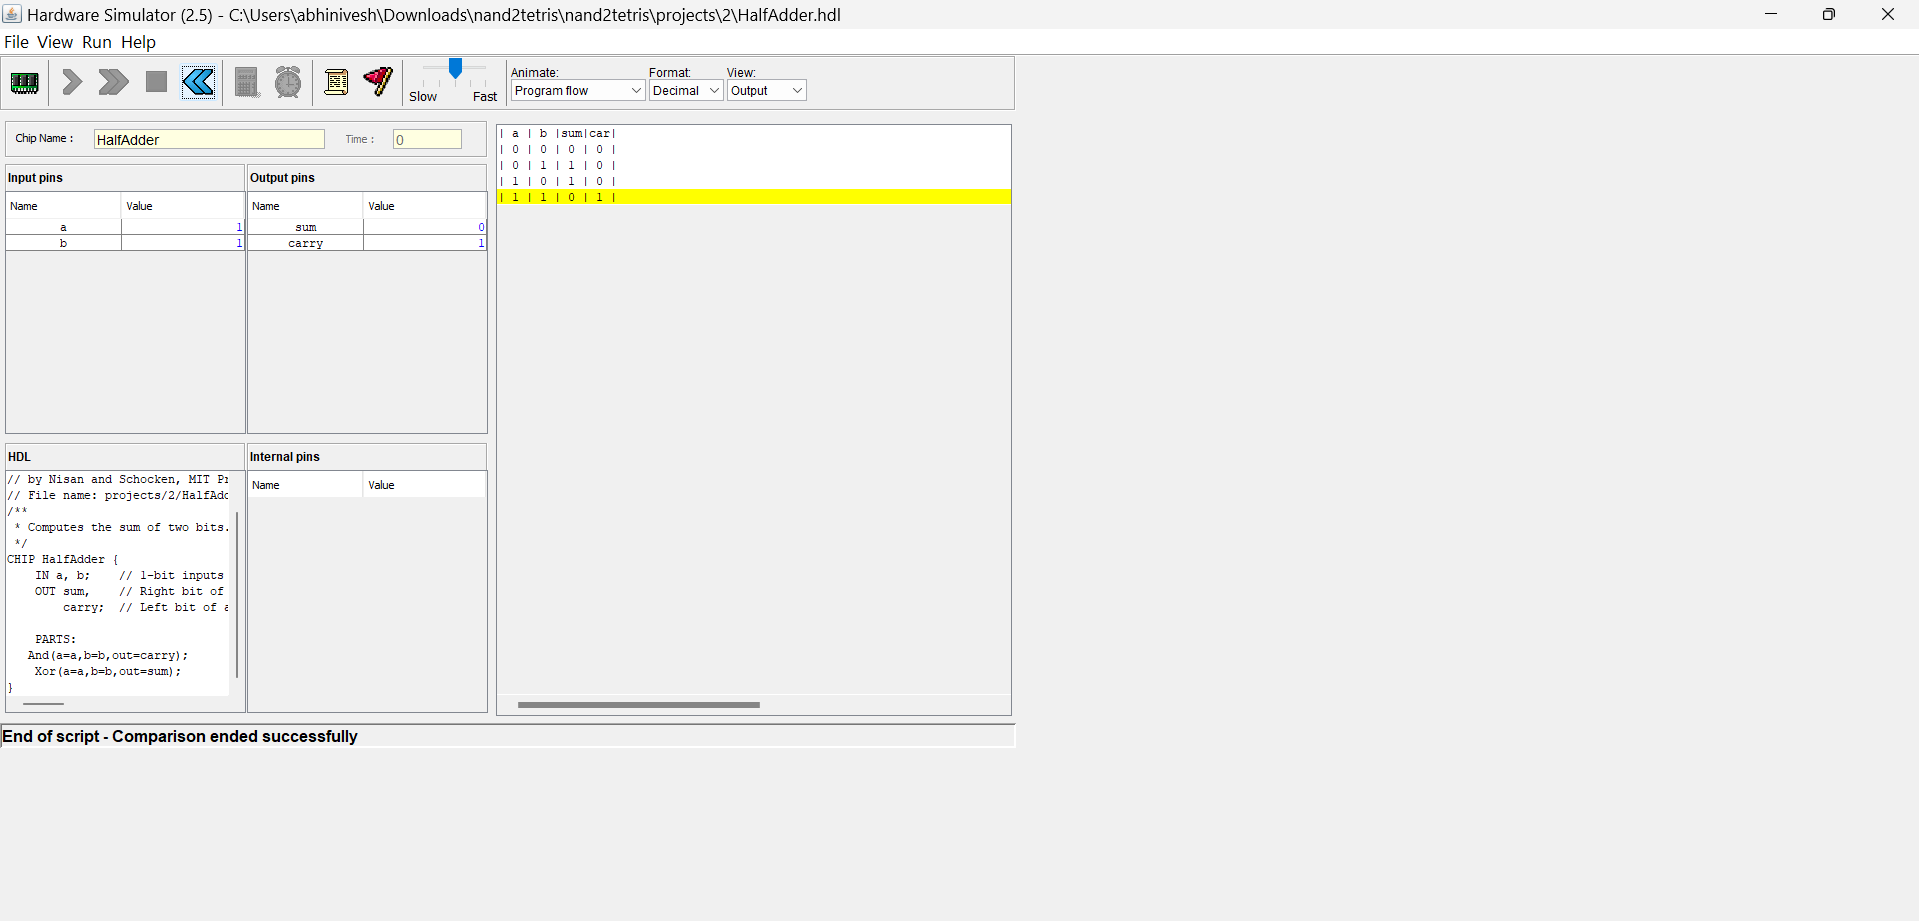 Hardware Simulator (2.5) - C:\Users\abhinivesh\Downloads\nand2tetris\nand2tetris\projects\2\HalfAdder.hdl
File View Run Help
Slow Fast
Animate: Format: View:
Program flow Decimal Output
Chip Name : HalfAdder Time : 0
Input pins
Name Value
a 1
b 1
Output pins
Name Value
sum 0
carry 1
| a | b |sum|car|
| 0 | 0 | 0 | 0 |
| 0 | 1 | 1 | 0 |
| 1 | 0 | 1 | 0 |
| 1 | 1 | 0 | 1 |
HDL
// by Nisan and Schocken, MIT Pr
// File name: projects/2/HalfAdd
/**
* Computes the sum of two bits.
*/
CHIP HalfAdder {
IN a, b; // 1-bit inputs
OUT sum, // Right bit of
carry; // Left bit of a
PARTS:
And(a=a,b=b,out=carry);
Xor(a=a,b=b,out=sum);
}
Internal pins
Name Value
End of script - Comparison ended successfully